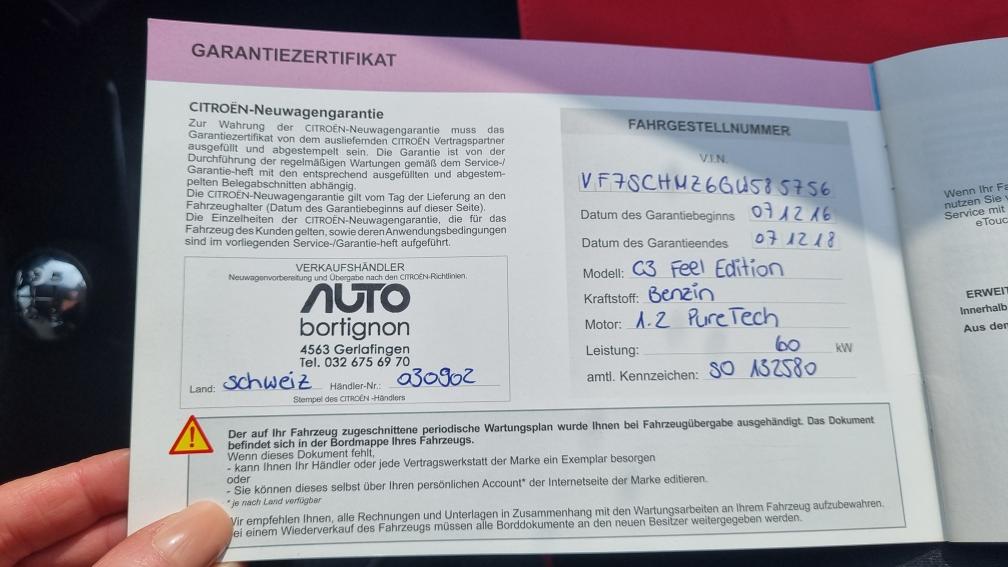 GARANTIEZERTIFIKAT
CITROËN-Neuwagengarantie
Zur Wahrung der CITROËN-Neuwagengarantie muss das
Garantiezertifikat von dem ausliefernden CITROËN Vertragspartner
ausgefüllt und abgestempelt sein. Die Garantie ist von der
Durchführung der regelmäßigen Wartungen gemäß dem Service-/
Garantie-heft mit den entsprechend ausgefüllten und abgestem-
pelten Belegabschnitten abhängig.
Die CITROËN-Neuwagengarantie gilt vom Tag der Lieferung an den
Fahrzeughalter (Datum des Garantiebeginns auf dieser Seite).
Die Einzelheiten der CITROËN-Neuwagengarantie, die für das
Fahrzeug des Kunden gelten, sowie deren Anwendungsbedingungen
sind im vorliegenden Service-/Garantie-heft aufgeführt.
VERKAUFSHÄNDLER
Neuwagenvorbereitung und Übergabe nach den CITROËN-Richtlinien.
AUTO
bortignon
4563 Gerlafingen
Tel. 032 675 69 70
Land: Schweiz Händler-Nr.: 030902
Stempel des CITROËN-Händlers
FAHRGESTELLNUMMER
V.I.N.
VF7SCHMZ6GW585756
Datum des Garantiebeginns 071216
Datum des Garantieendes 071218
Modell: C3 Feel Edition
Kraftstoff: Benzin
Motor: 1.2 PureTech
Leistung: 60 kW
amtl. Kennzeichen: SO 132580
Der auf Ihr Fahrzeug zugeschnittene periodische Wartungsplan wurde Ihnen bei Fahrzeugübergabe ausgehändigt. Das Dokument
befindet sich in der Bordmappe Ihres Fahrzeugs.
Wenn dieses Dokument fehlt,
- kann Ihnen Ihr Händler oder jede Vertragswerkstatt der Marke ein Exemplar besorgen
oder
- Sie können dieses selbst über Ihren persönlichen Account* der Internetseite der Marke editieren.
* je nach Land verfügbar
Wir empfehlen Ihnen, alle Rechnungen und Unterlagen in Zusammenhang mit den Wartungsarbeiten an Ihrem Fahrzeug aufzubewahren.
ei einem Wiederverkauf des Fahrzeugs müssen alle Borddokumente an den neuen Besitzer weitergegeben werden.
Wenn Ihr F
nutzen Sie
Service mit
eTouc
ERWEIT
Innerhalb
Aus der